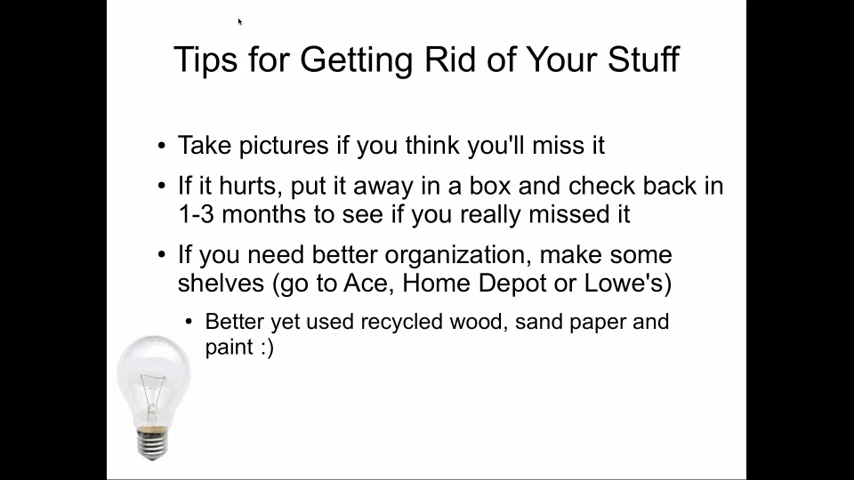 Tips for Getting Rid of Your Stuff
• Take pictures if you think you'll miss it
• If it hurts, put it away in a box and check back in
1-3 months to see if you really missed it
• If you need better organization, make some
shelves (go to Ace, Home Depot or Lowe's)
• Better yet used recycled wood, sand paper and
paint :)